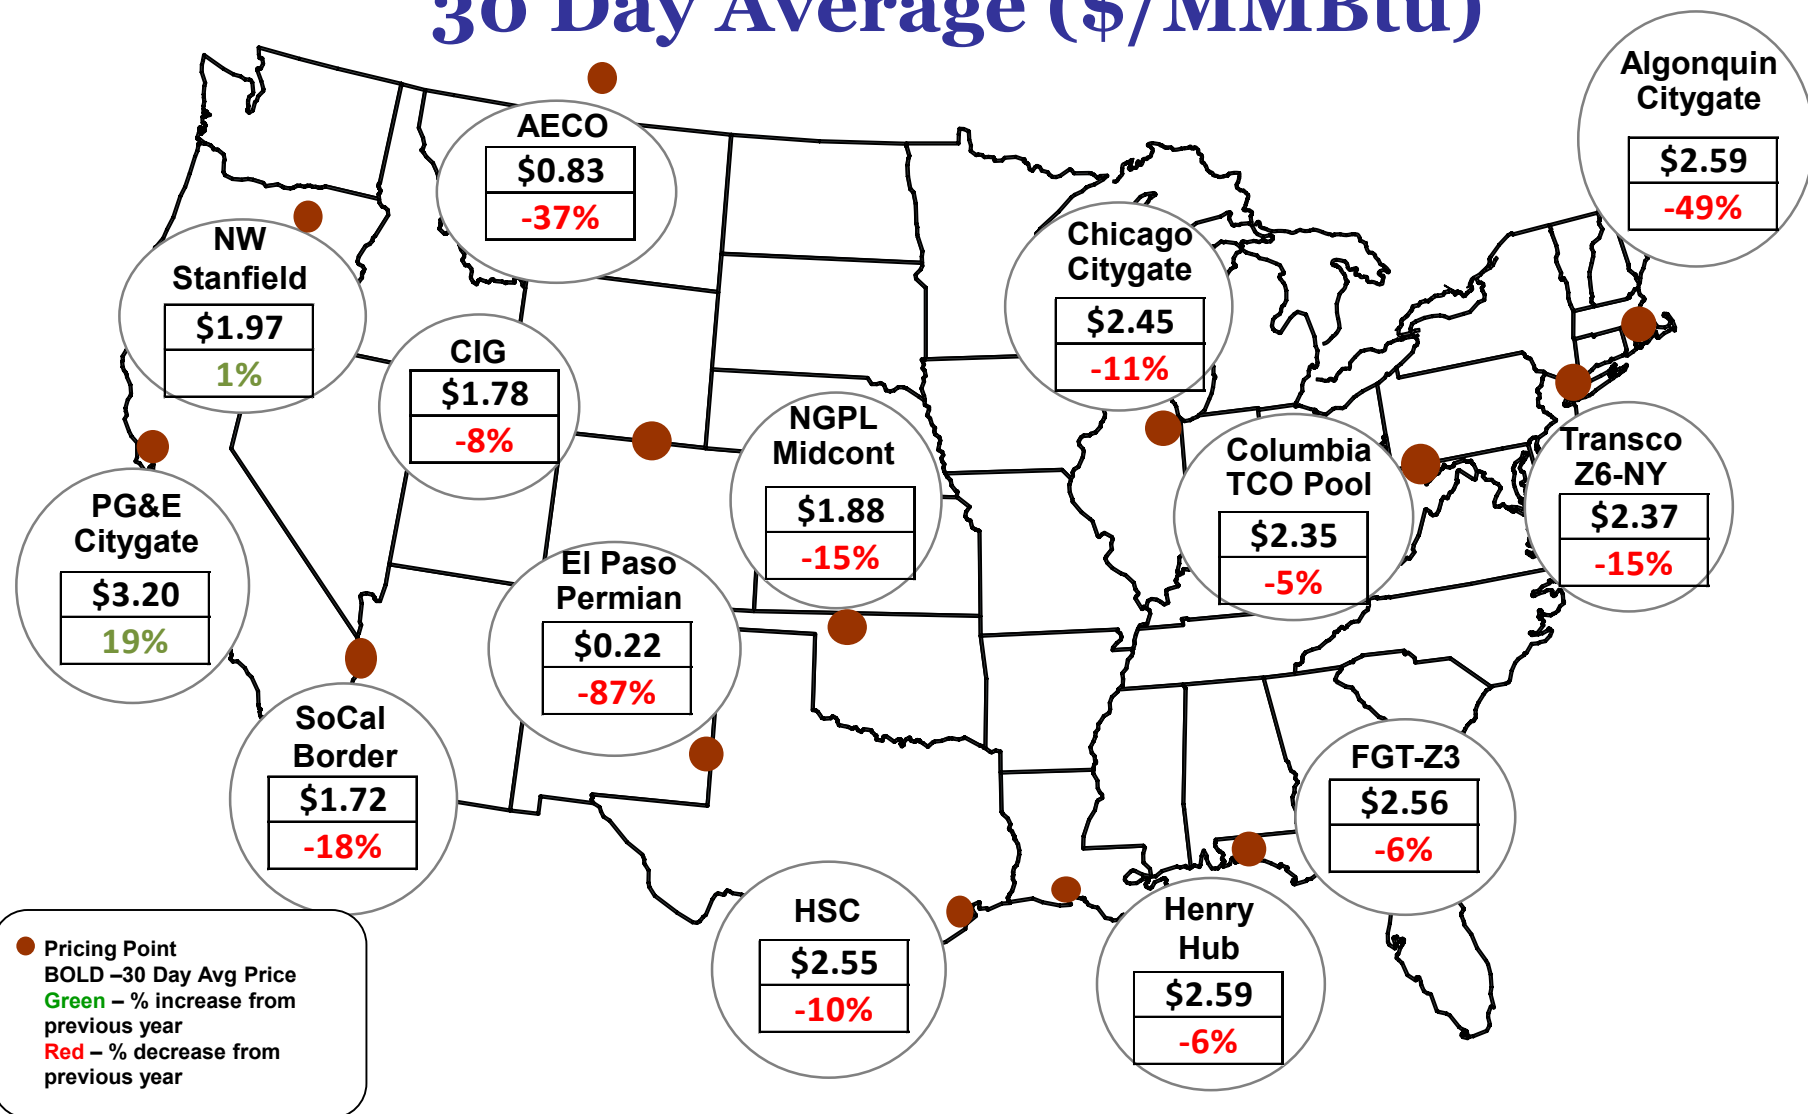 30 Day Average ($/MMBtu)
Algonquin
Citygate
$2.59
-49%
AECO
$0.83
-37%
NW
Stanfield
$1.97
1%
Chicago
Citygate
$2.45
-11%
CIG
$1.78
-8%
NGPL
Midcont
$1.88
-15%
Columbia
TCO Pool
$2.35
-5%
Transco
Z6-NY
$2.37
-15%
PG&E
Citygate
$3.20
19%
El Paso
Permian
$0.22
-87%
SoCal
Border
$1.72
-18%
FGT-Z3
$2.56
-6%
HSC
$2.55
-10%
Henry
Hub
$2.59
-6%
Pricing Point
BOLD –30 Day Avg Price
Green – % increase from
previous year
Red – % decrease from
previous year